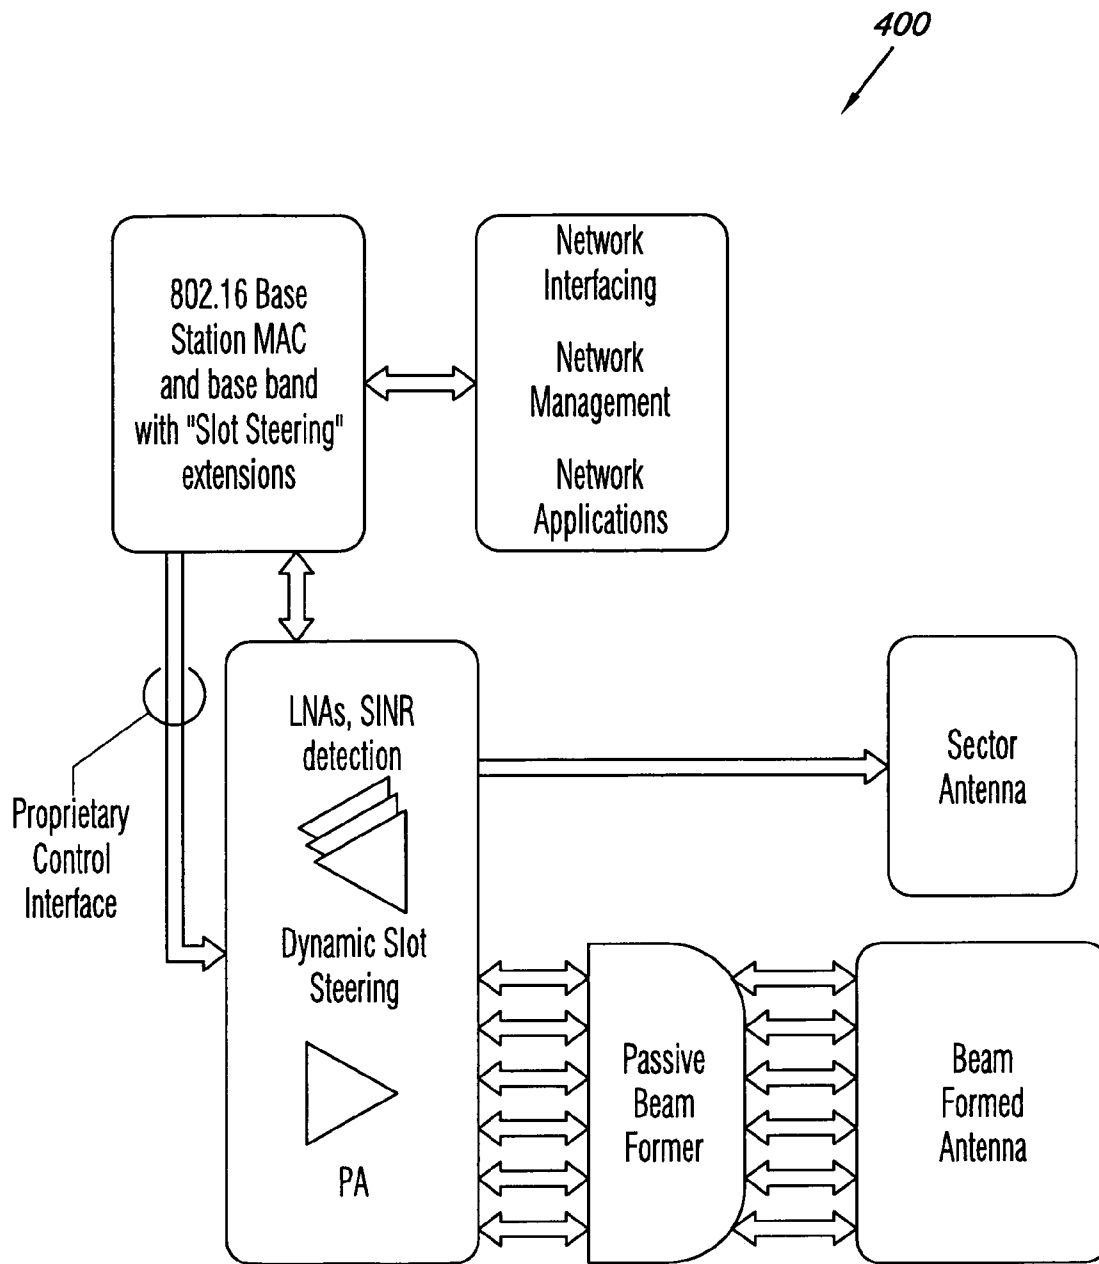 400
802.16 Base
Station MAC
and base band
with "Slot Steering"
extensions
Network
Interfacing
Network
Management
Network
Applications
LNAs, SINR
detection
Dynamic Slot
Steering
PA
Proprietary
Control
Interface
Sector
Antenna
Passive
Beam
Former
Beam
Formed
Antenna